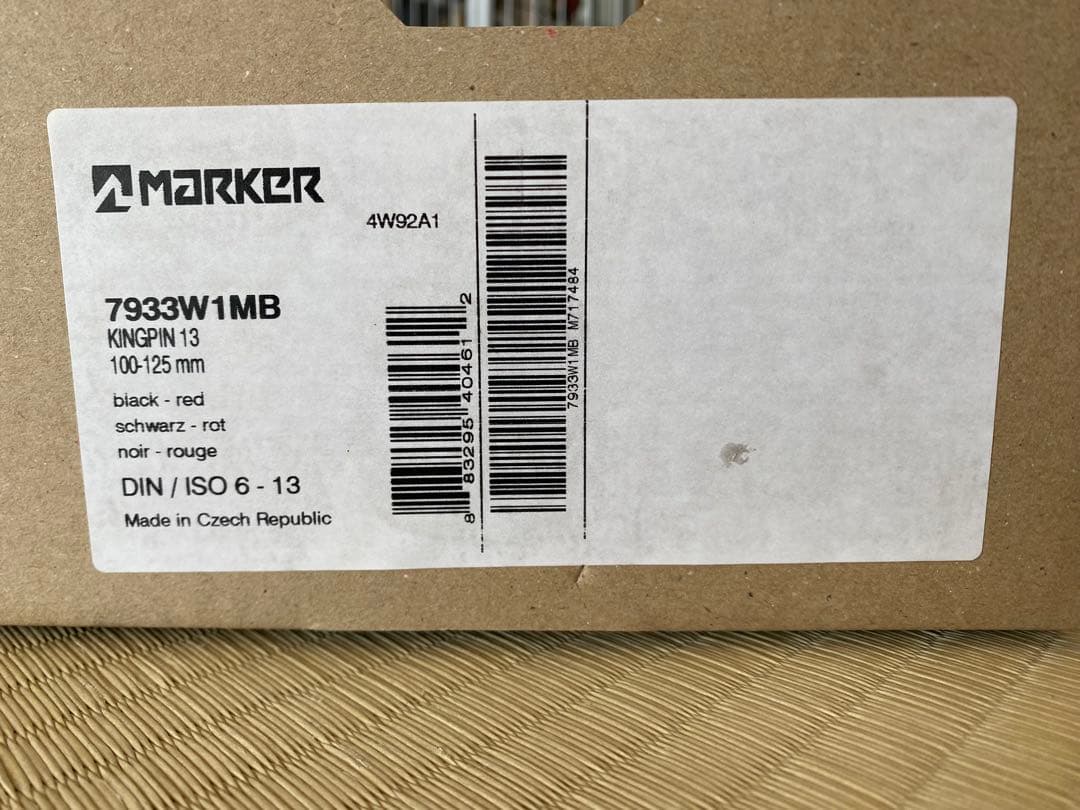 MARKER
4W92A1
7933W1MB
KINGPIN 13
100-125 mm
black - red
schwarz - rot
noir - rouge
DIN / ISO 6 - 13
Made in Czech Republic
8 83295 40461 2
7933W1MB M717484